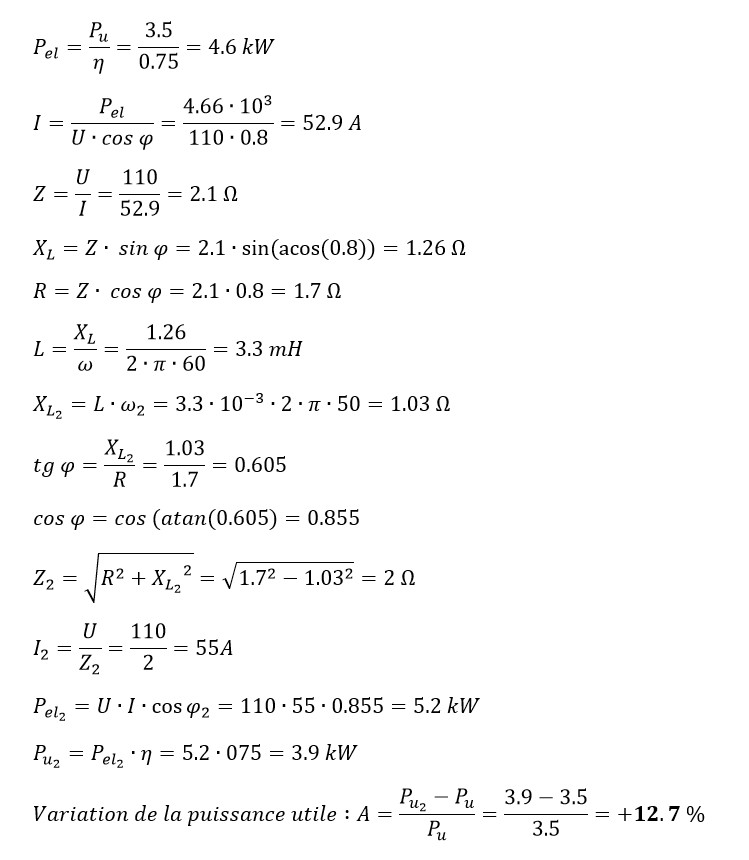 P_el = P_u / η = 3.5 / 0.75 = 4.6 kW
I = P_el / (U · cos φ) = 4.66 · 10³ / (110 · 0.8) = 52.9 A
Z = U / I = 110 / 52.9 = 2.1 Ω
X_L = Z · sin φ = 2.1 · sin(acos(0.8)) = 1.26 Ω
R = Z · cos φ = 2.1 · 0.8 = 1.7 Ω
L = X_L / ω = 1.26 / (2 · π · 60) = 3.3 mH
X_L₂ = L · ω₂ = 3.3 · 10⁻³ · 2 · π · 50 = 1.03 Ω
tg φ = X_L₂ / R = 1.03 / 1.7 = 0.605
cos φ = cos (atan(0.605) = 0.855
Z₂ = √(R² + X_L₂²) = √(1.7² − 1.03²) = 2 Ω
I₂ = U / Z₂ = 110 / 2 = 55A
P_el₂ = U · I · cos φ₂ = 110 · 55 · 0.855 = 5.2 kW
P_u₂ = P_el₂ · η = 5.2 · 075 = 3.9 kW
Variation de la puissance utile : A = (P_u₂ − P_u) / P_u = (3.9 − 3.5) / 3.5 = +12.7 %